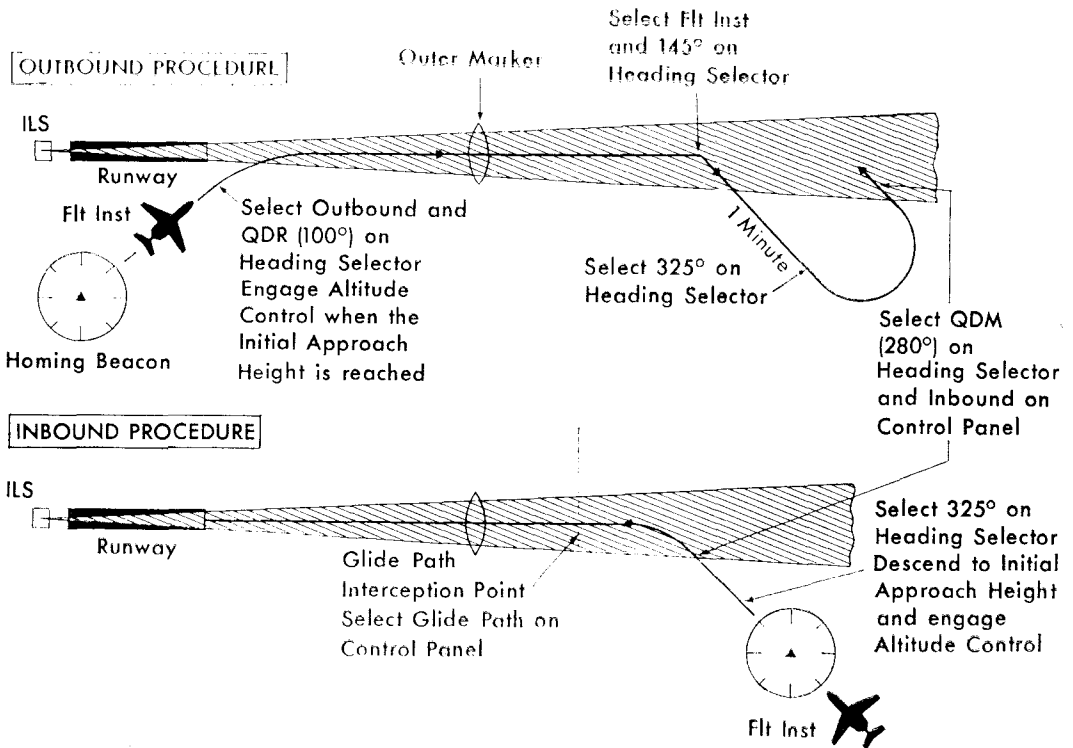 OUTBOUND PROCEDURE
Outer Marker
Select Flt Inst
and 145° on
Heading Selector
ILS
Runway
Flt Inst
Select Outbound and
QDR (100°) on
Heading Selector
Engage Altitude
Control when the
Initial Approach
Height is reached
Homing Beacon
1 Minute
Select 325° on
Heading Selector
Select QDM
(280°) on
Heading Selector
and Inbound on
Control Panel
INBOUND PROCEDURE
ILS
Runway
Glide Path
Interception Point
Select Glide Path on
Control Panel
Select 325° on
Heading Selector
Descend to Initial
Approach Height
and engage
Altitude Control
Flt Inst